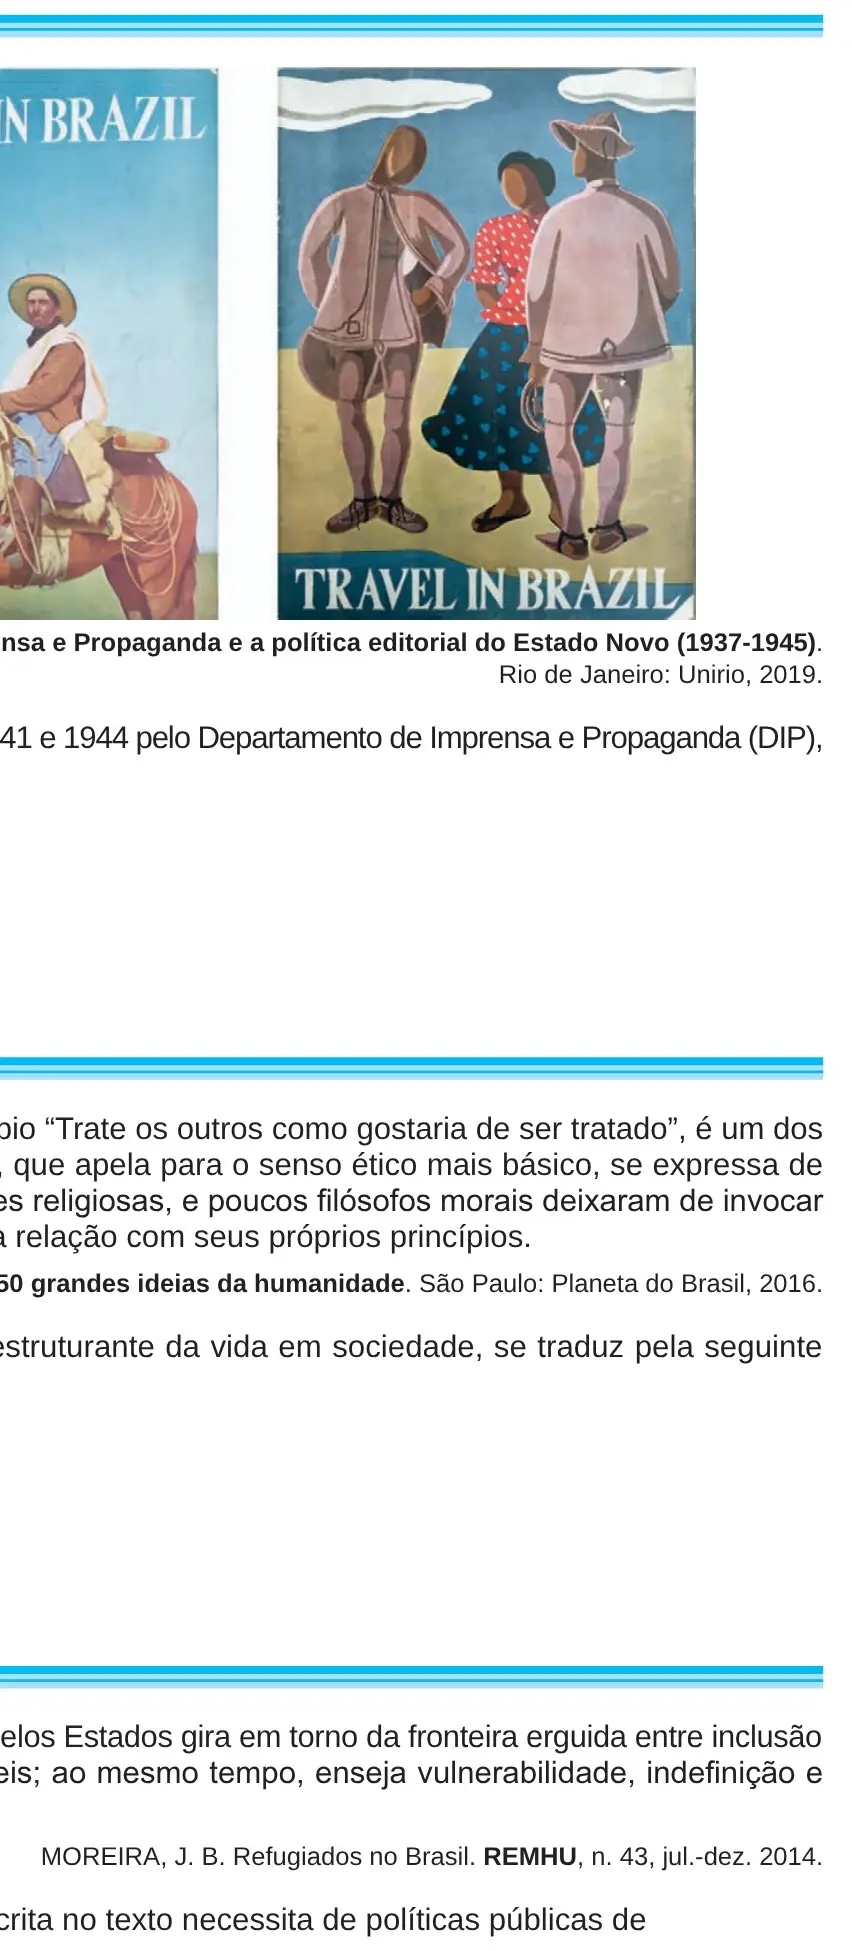 IN BRAZIL
TRAVEL IN BRAZIL
nsa e Propaganda e a política editorial do Estado Novo (1937-1945).
Rio de Janeiro: Unirio, 2019.
41 e 1944 pelo Departamento de Imprensa e Propaganda (DIP),
pio “Trate os outros como gostaria de ser tratado”, é um dos
, que apela para o senso ético mais básico, se expressa de
es religiosas, e poucos filósofos morais deixaram de invocar
a relação com seus próprios princípios.
50 grandes ideias da humanidade. São Paulo: Planeta do Brasil, 2016.
estruturante da vida em sociedade, se traduz pela seguinte
elos Estados gira em torno da fronteira erguida entre inclusão
eis; ao mesmo tempo, enseja vulnerabilidade, indefinição e
MOREIRA, J. B. Refugiados no Brasil. REMHU, n. 43, jul.-dez. 2014.
crita no texto necessita de políticas públicas de